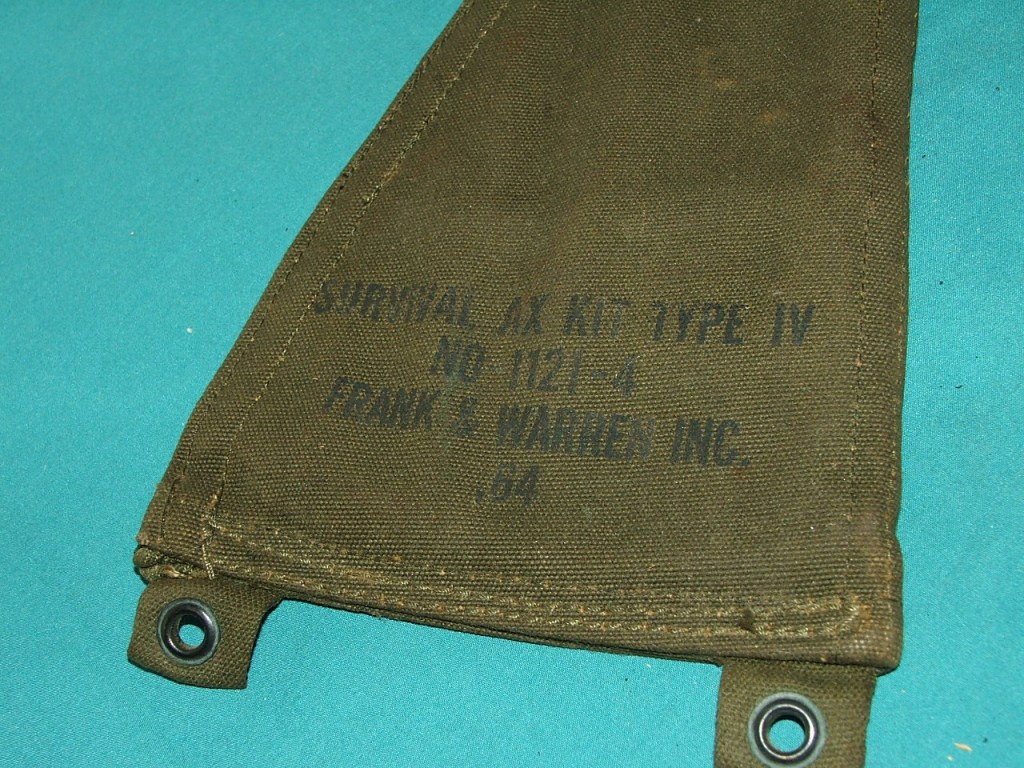 SURVIVAL AX KIT TYPE IV
NO 1121-4
FRANK & WARREN INC.
.64